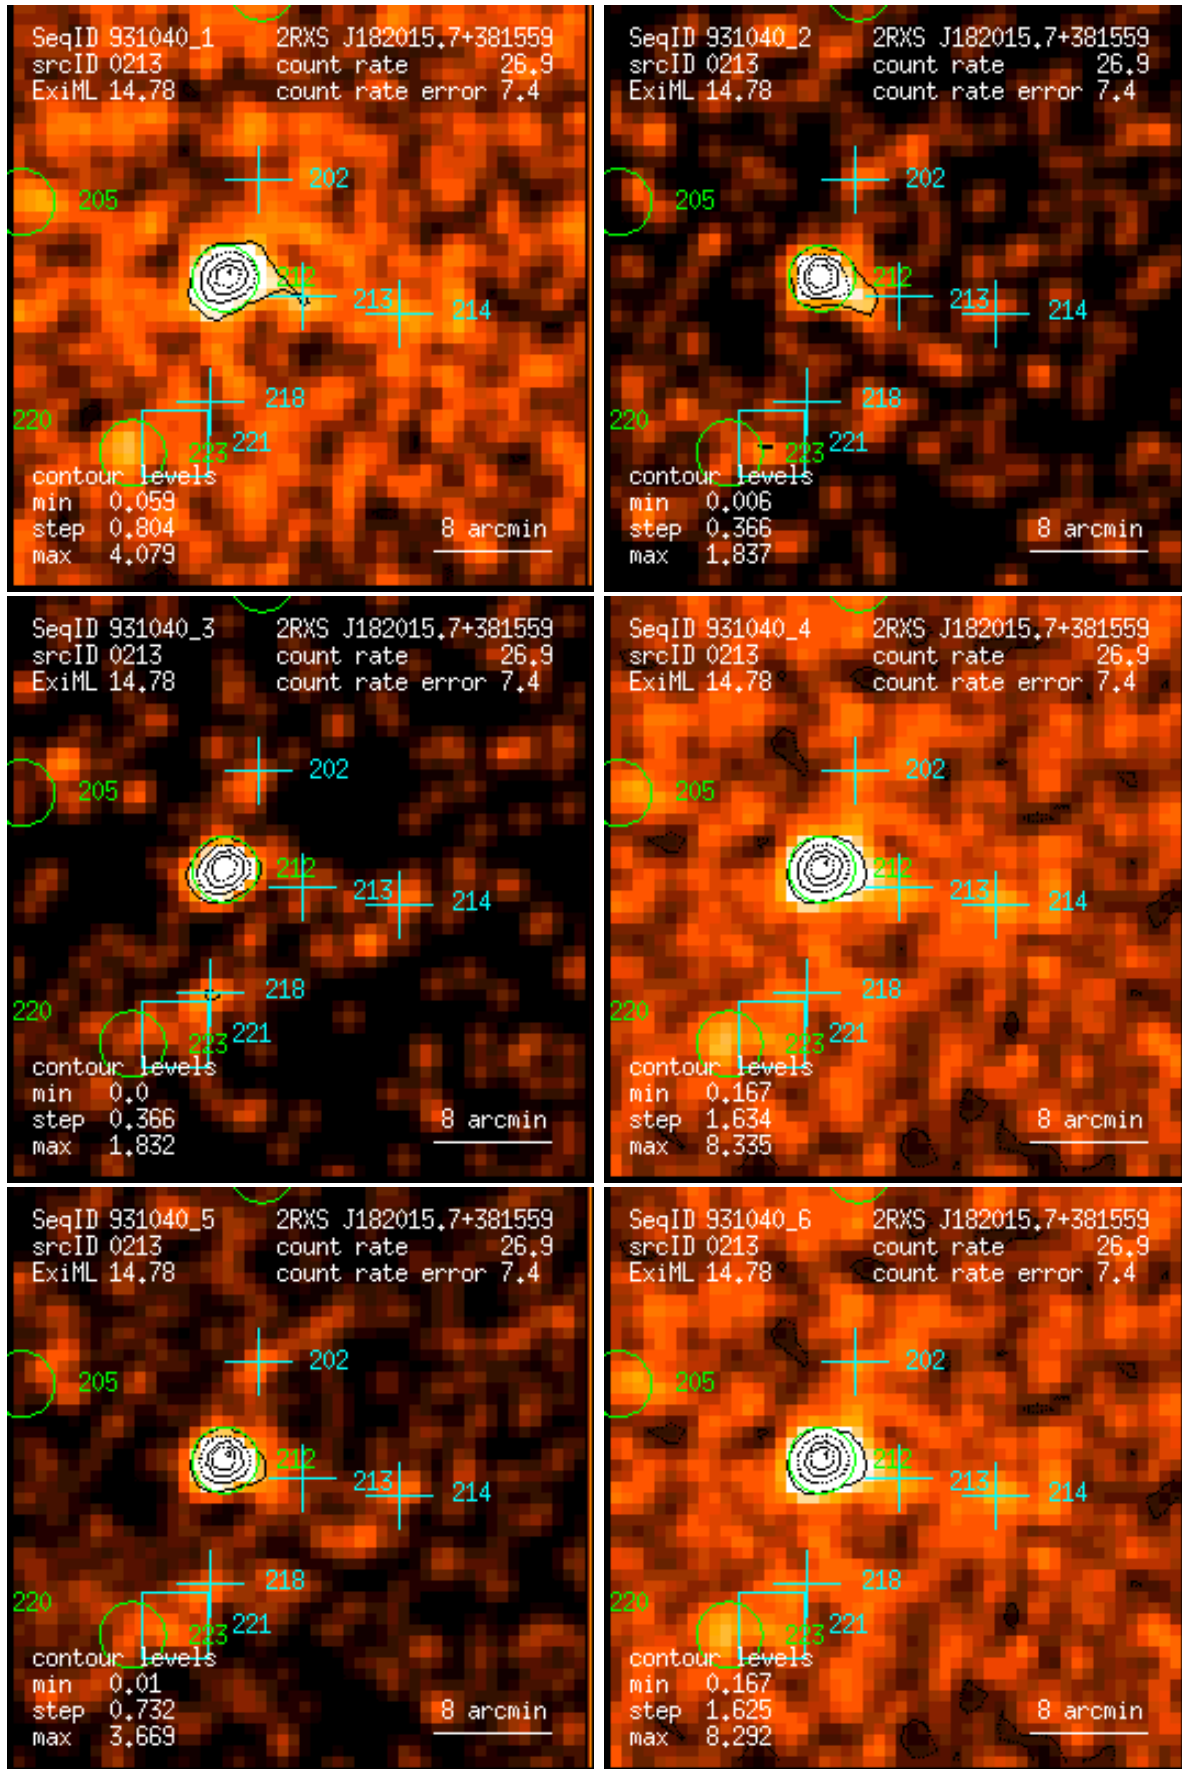 SeqID 931040_1 2RXS J182015.7+381559
srcID 0213 count rate 26.9
ExiML 14.78 count rate error 7.4
202
205
212
213 214
218
220 221
223
contour levels
min 0.059
step 0.804 8 arcmin
max 4.079
SeqID 931040_2 2RXS J182015.7+381559
srcID 0213 count rate 26.9
ExiML 14.78 count rate error 7.4
202
205
212
213 214
218
220 221
223
contour levels
min 0.006
step 0.366 8 arcmin
max 1.837
SeqID 931040_3 2RXS J182015.7+381559
srcID 0213 count rate 26.9
ExiML 14.78 count rate error 7.4
202
205
212
213 214
218
220 221
223
contour levels
min 0.0
step 0.366 8 arcmin
max 1.832
SeqID 931040_4 2RXS J182015.7+381559
srcID 0213 count rate 26.9
ExiML 14.78 count rate error 7.4
202
205
212
213 214
218
220 221
223
contour levels
min 0.167
step 1.634 8 arcmin
max 8.335
SeqID 931040_5 2RXS J182015.7+381559
srcID 0213 count rate 26.9
ExiML 14.78 count rate error 7.4
202
205
212
213 214
218
220 221
223
contour levels
min 0.01
step 0.732 8 arcmin
max 3.669
SeqID 931040_6 2RXS J182015.7+381559
srcID 0213 count rate 26.9
ExiML 14.78 count rate error 7.4
202
205
212
213 214
218
220 221
223
contour levels
min 0.167
step 1.625 8 arcmin
max 8.292